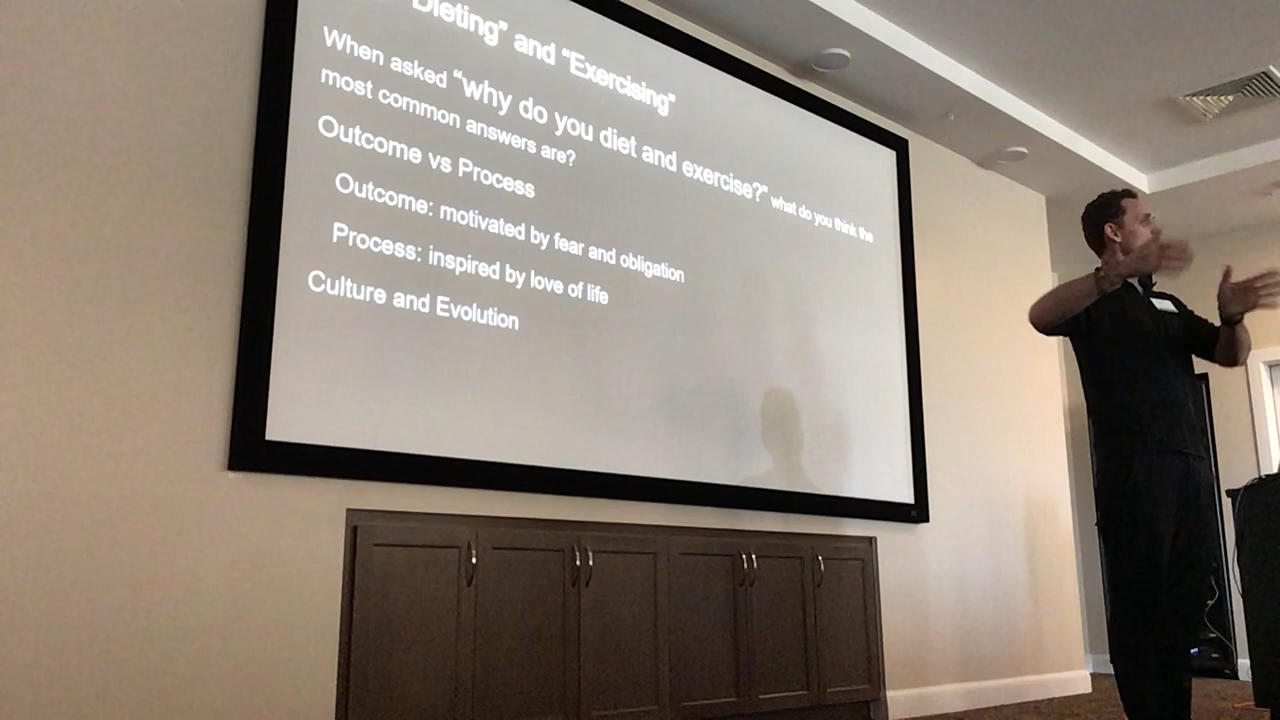 Dieting” and “Exercising”
When asked “why do you diet and exercise?” what do you think the
most common answers are?
Outcome vs Process
Outcome: motivated by fear and obligation
Process: inspired by love of life
Culture and Evolution